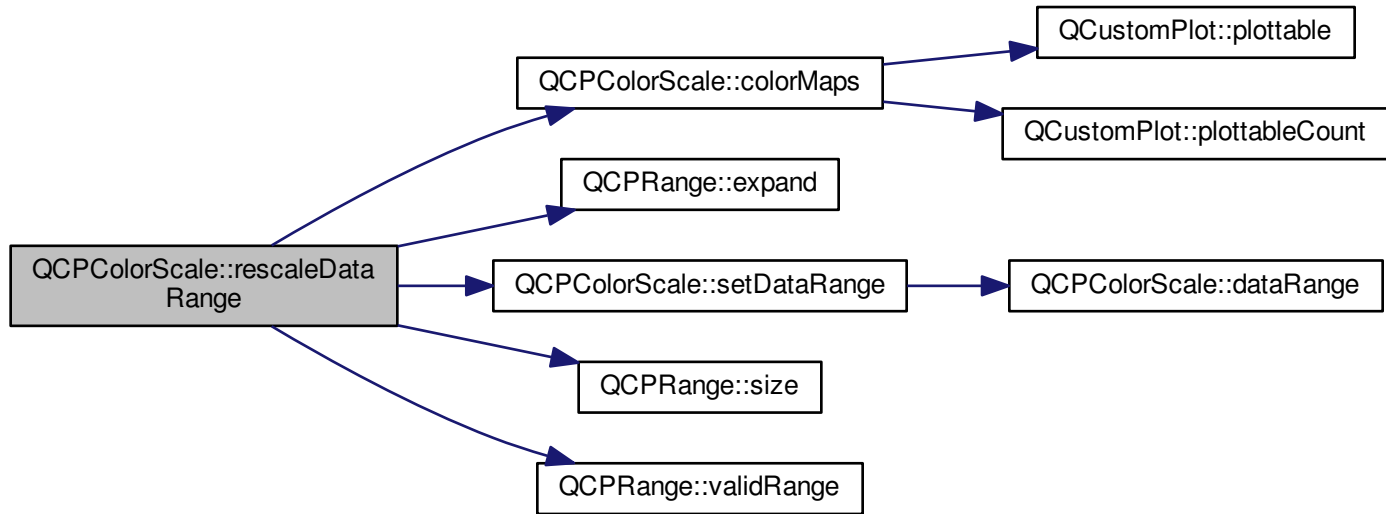 QCustomPlot::plottable
QCPColorScale::colorMaps
QCustomPlot::plottableCount
QCPRange::expand
QCPColorScale::rescaleData
Range
QCPColorScale::setDataRange
QCPColorScale::dataRange
QCPRange::size
QCPRange::validRange